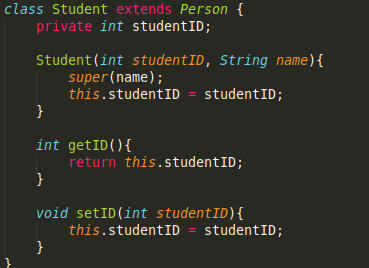 class Student extends Person {
    private int studentID;

    Student(int studentID, String name){
        super(name);
        this.studentID = studentID;
    }

    int getID(){
        return this.studentID;
    }

    void setID(int studentID){
        this.studentID = studentID;
    }
}